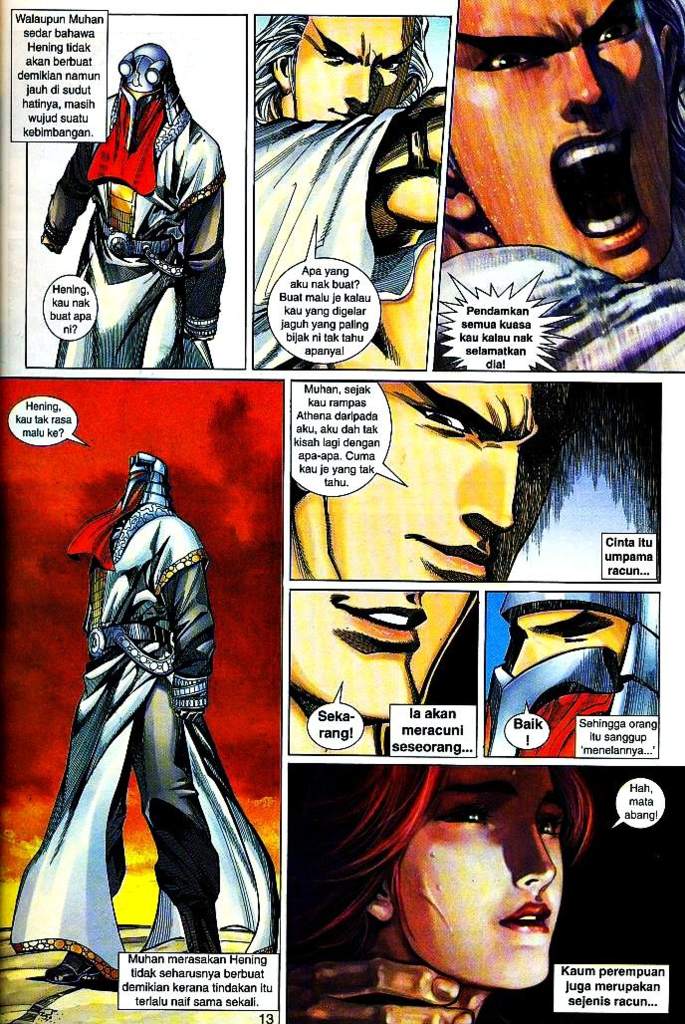 Walaupun Muhan
sedar bahawa
Hening tidak
akan berbuat
demikian namun
jauh di sudut
hatinya, masih
wujud suatu
kebimbangan.
Hening,
kau nak
buat apa
ni?
Apa yang
aku nak buat?
Buat malu je kalau
kau yang digelar
jaguh yang paling
bijak ni tak tahu
apanya!
Pendamkan
semua kuasa
kau kalau nak
selamatkan
dia!
Hening,
kau tak rasa
malu ke?
Muhan merasakan Hening
tidak seharusnya berbuat
demikian kerana tindakan itu
terlalu naif sama sekali.
Muhan, sejak
kau rampas
Athena daripada
aku, aku dah tak
kisah lagi dengan
apa-apa. Cuma
kau je yang tak
tahu.
Cinta itu
umpama
racun...
Seka-
rang!
Ia akan
meracuni
seseorang...
Baik
!
Sehingga orang
itu sanggup
'menelannya...'
Hah,
mata
abang!
Kaum perempuan
juga merupakan
sejenis racun...
13